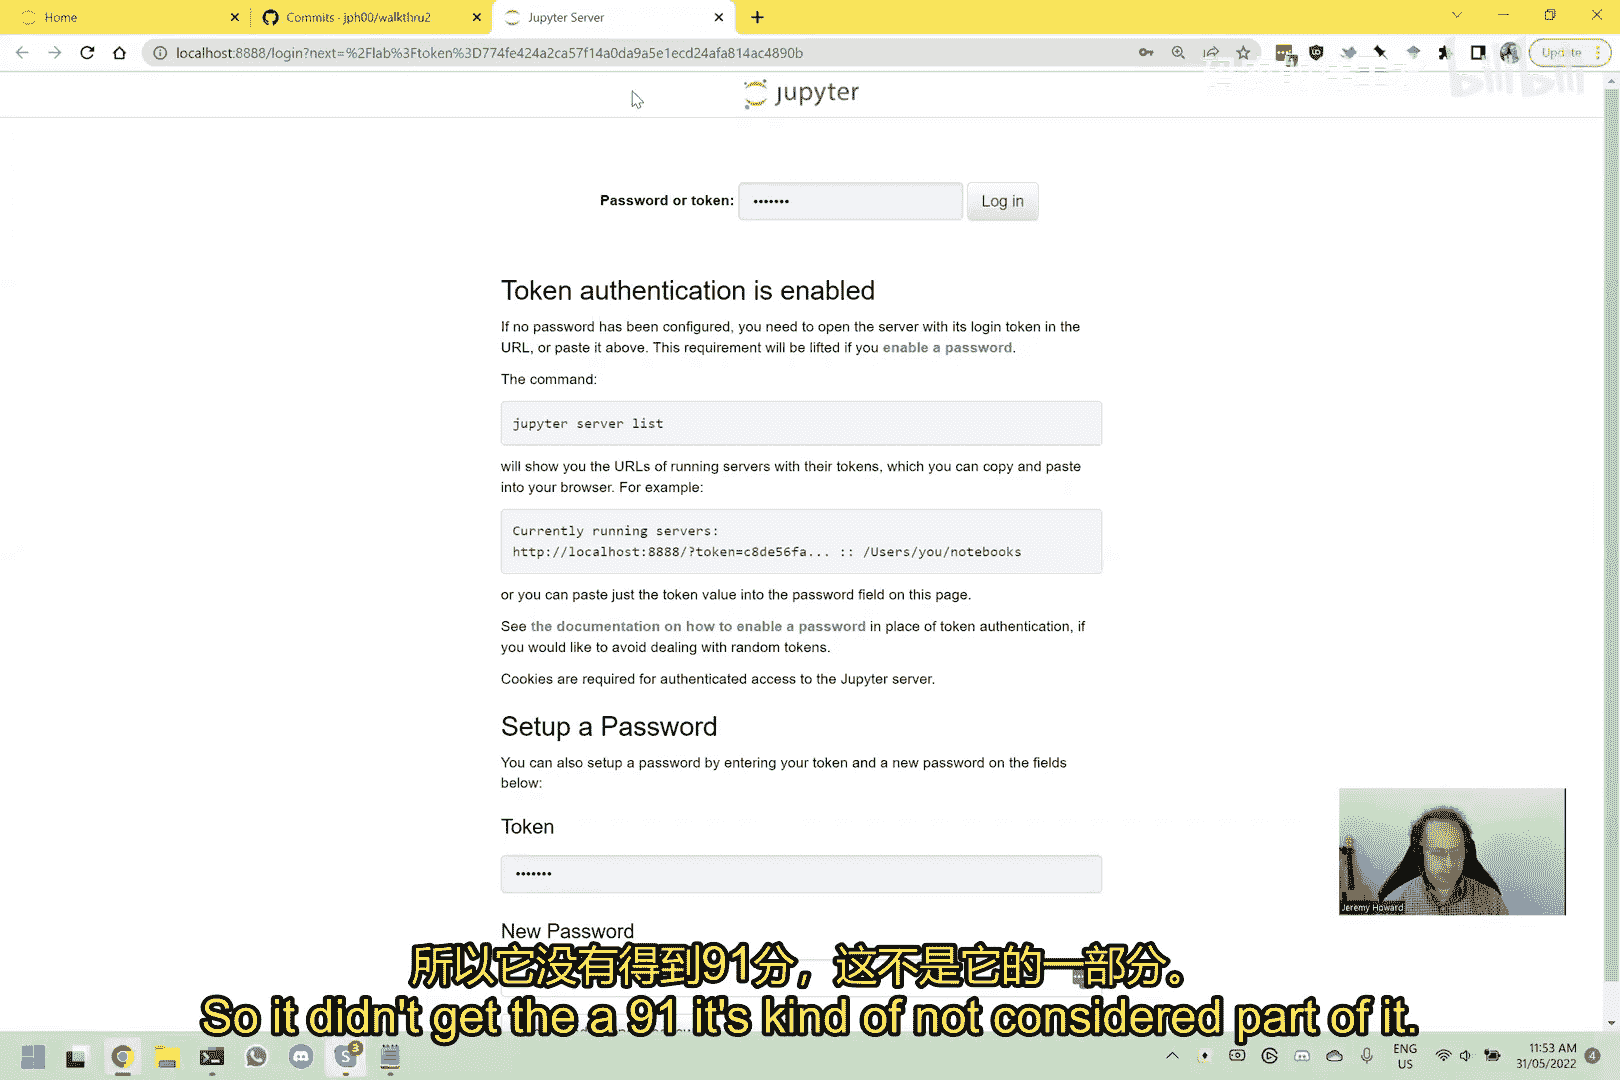 Home
Commits · jph00/walkthru2
Jupyter Server
localhost:8888/login?next=%2Flab%3Ftoken%3D774fe424a2ca57f14a0da9a5e1ecd24afa814ac4890b
Update
bilibili
jupyter
Password or token:
Log in
Token authentication is enabled
If no password has been configured, you need to open the server with its login token in the
URL, or paste it above. This requirement will be lifted if you enable a password.
The command:
jupyter server list
will show you the URLs of running servers with their tokens, which you can copy and paste
into your browser. For example:
Currently running servers:
http://localhost:8888/?token=c8de56fa... :: /Users/you/notebooks
or you can paste just the token value into the password field on this page.
See the documentation on how to enable a password in place of token authentication, if
you would like to avoid dealing with random tokens.
Cookies are required for authenticated access to the Jupyter server.
Setup a Password
You can also setup a password by entering your token and a new password on the fields
below:
Token
New Password
Jeremy Howard
所以它没有得到91分，这不是它的一部分。
So it didn't get the a 91 it's kind of not considered part of it.
3
ENG
US
11:53 AM
31/05/2022
4